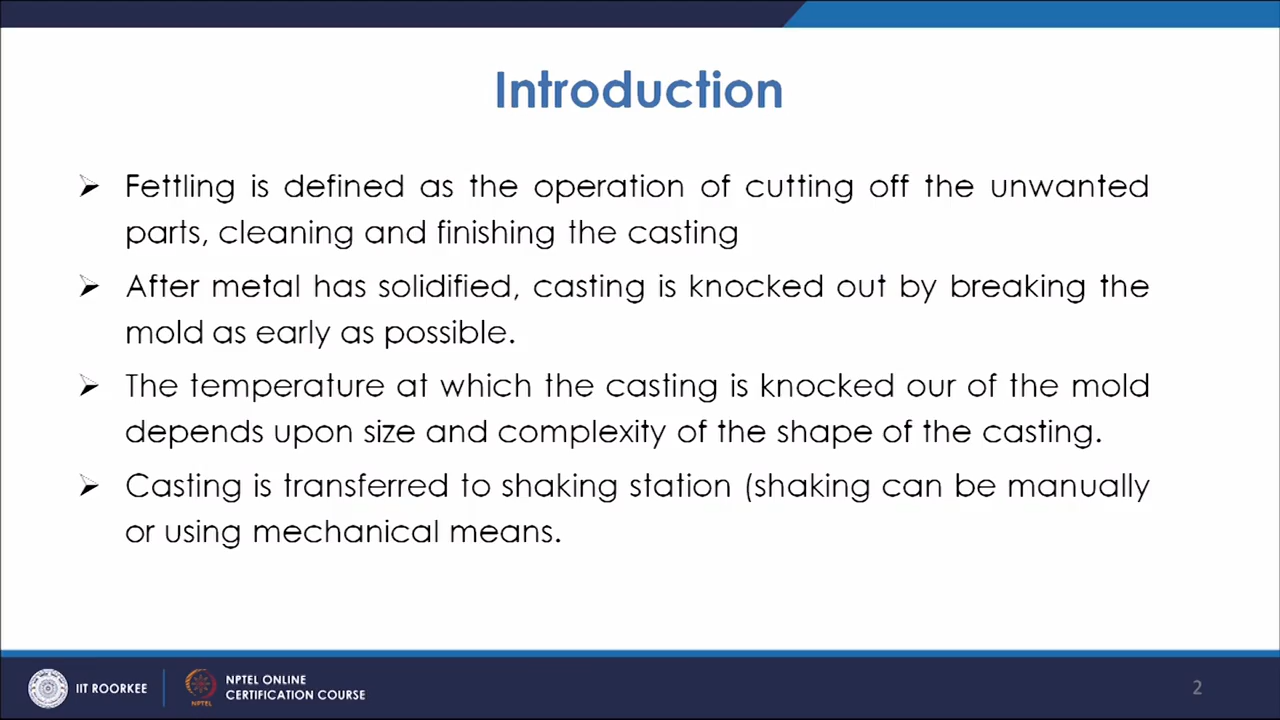 Introduction
➢ Fettling is defined as the operation of cutting off the unwanted
parts, cleaning and finishing the casting
➢ After metal has solidified, casting is knocked out by breaking the
mold as early as possible.
➢ The temperature at which the casting is knocked our of the mold
depends upon size and complexity of the shape of the casting.
➢ Casting is transferred to shaking station (shaking can be manually
or using mechanical means.
IIT ROORKEE
NPTEL
NPTEL ONLINE
CERTIFICATION COURSE
2